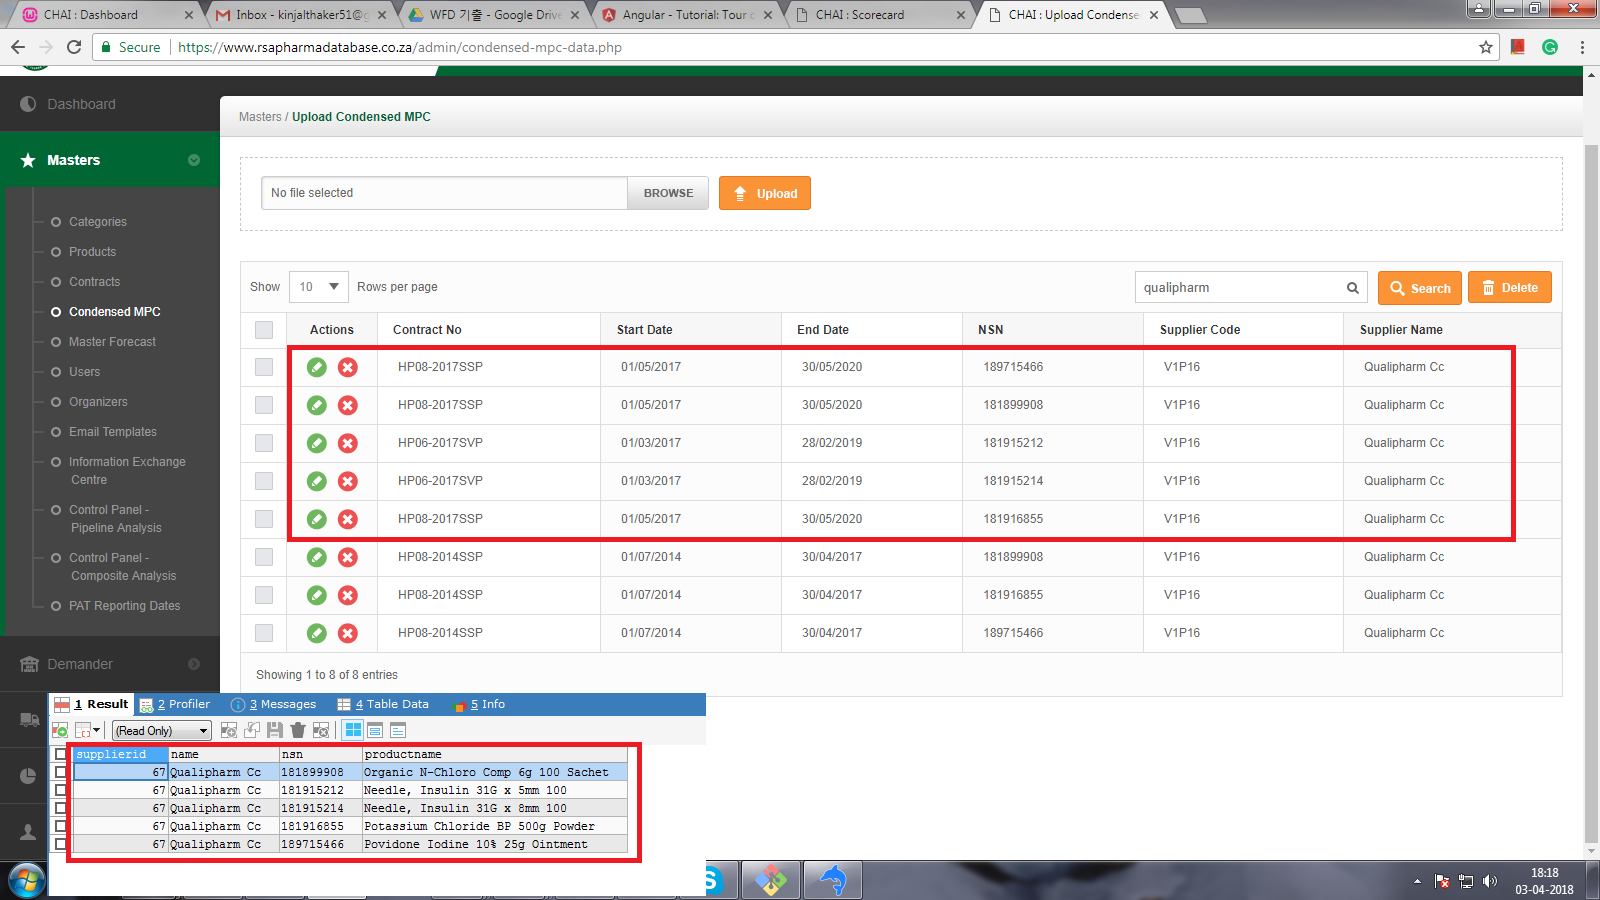 CHAI : Dashboard
Inbox - kinjalthaker51@g
WFD 기출 - Google Drive
Angular - Tutorial: Tour o
CHAI : Scorecard
CHAI : Upload Condense
Secure
https://www.rsapharmadatabase.co.za/admin/condensed-mpc-data.php
Dashboard
Masters
Categories
Products
Contracts
Condensed MPC
Master Forecast
Users
Organizers
Email Templates
Information Exchange
Centre
Control Panel -
Pipeline Analysis
Control Panel -
Composite Analysis
PAT Reporting Dates
Demander
Masters / Upload Condensed MPC
No file selected BROWSE Upload
Show 10 Rows per page qualipharm Search Delete
Actions Contract No Start Date End Date NSN Supplier Code Supplier Name
HP08-2017SSP 01/05/2017 30/05/2020 189715466 V1P16 Qualipharm Cc
HP08-2017SSP 01/05/2017 30/05/2020 181899908 V1P16 Qualipharm Cc
HP06-2017SVP 01/03/2017 28/02/2019 181915212 V1P16 Qualipharm Cc
HP06-2017SVP 01/03/2017 28/02/2019 181915214 V1P16 Qualipharm Cc
HP08-2017SSP 01/05/2017 30/05/2020 181916855 V1P16 Qualipharm Cc
HP08-2014SSP 01/07/2014 30/04/2017 181899908 V1P16 Qualipharm Cc
HP08-2014SSP 01/07/2014 30/04/2017 181916855 V1P16 Qualipharm Cc
HP08-2014SSP 01/07/2014 30/04/2017 189715466 V1P16 Qualipharm Cc
Showing 1 to 8 of 8 entries
1 Result 2 Profiler 3 Messages 4 Table Data 5 Info
(Read Only)
supplierid name nsn productname
67 Qualipharm Cc 181899908 Organic N-Chloro Comp 6g 100 Sachet
67 Qualipharm Cc 181915212 Needle, Insulin 31G x 5mm 100
67 Qualipharm Cc 181915214 Needle, Insulin 31G x 8mm 100
67 Qualipharm Cc 181916855 Potassium Chloride BP 500g Powder
67 Qualipharm Cc 189715466 Povidone Iodine 10% 25g Ointment
18:18
03-04-2018